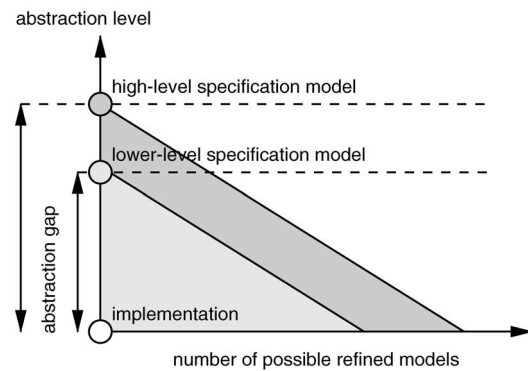 abstraction level
high-level specification model
lower-level specification model
abstraction gap
implementation
number of possible refined models